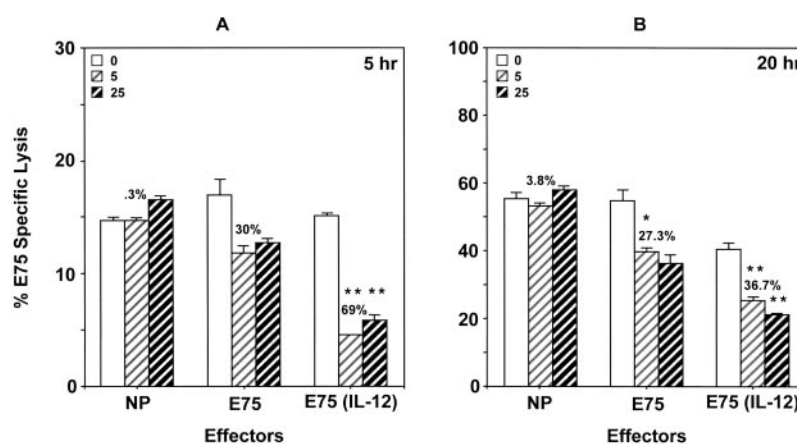 A
30
20
10
0
% E75 Specific Lysis
0
5
25
5 hr
.3%
30%
** **
69%
NP
E75
E75 (IL-12)
Effectors
B
100
80
60
40
20
0
0
5
25
20 hr
3.8%
*
27.3%
**
36.7%
**
NP
E75
E75 (IL-12)
Effectors